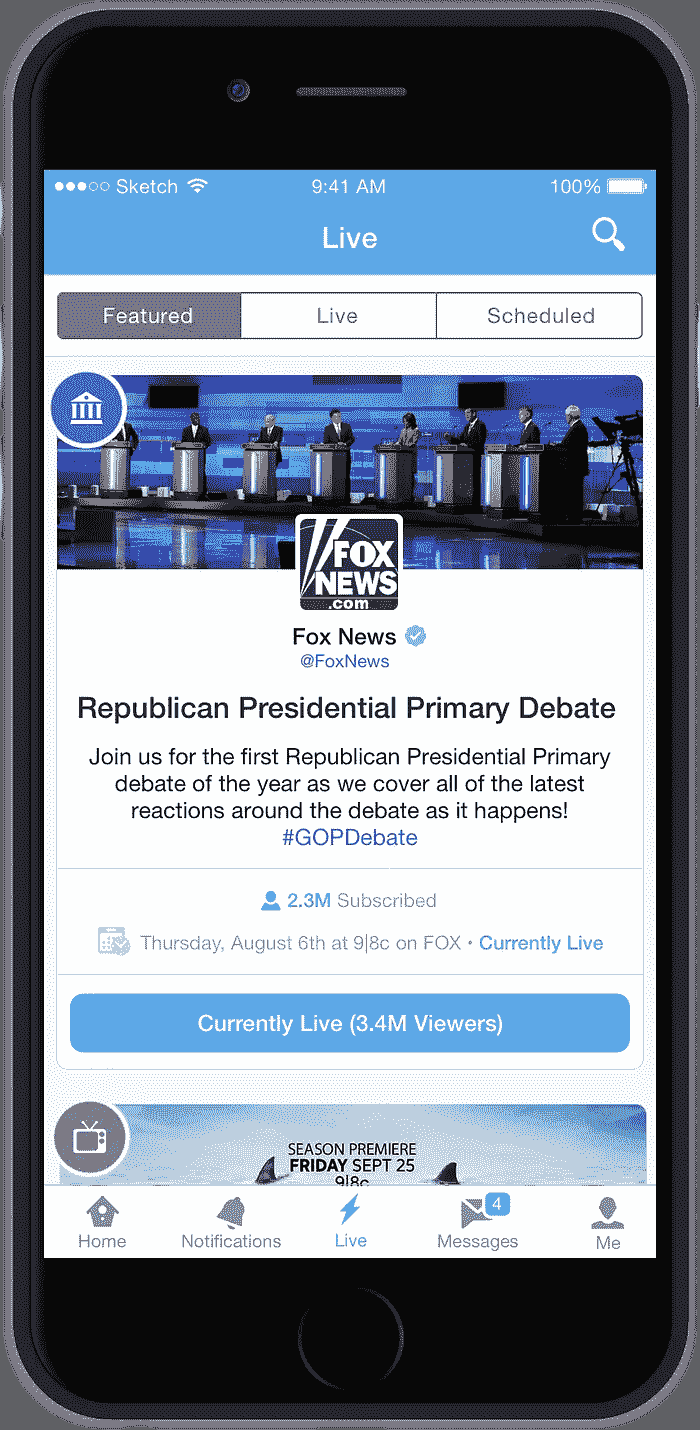 Sketch 9:41 AM 100%
Live
Featured Live Scheduled
FOX
NEWS
.com
Fox News
@FoxNews
Republican Presidential Primary Debate
Join us for the first Republican Presidential Primary
debate of the year as we cover all of the latest
reactions around the debate as it happens!
#GOPDebate
2.3M Subscribed
Thursday, August 6th at 9|8c on FOX • Currently Live
Currently Live (3.4M Viewers)
SEASON PREMIERE
FRIDAY SEPT 25
9|8c
4
Home Notifications Live Messages Me